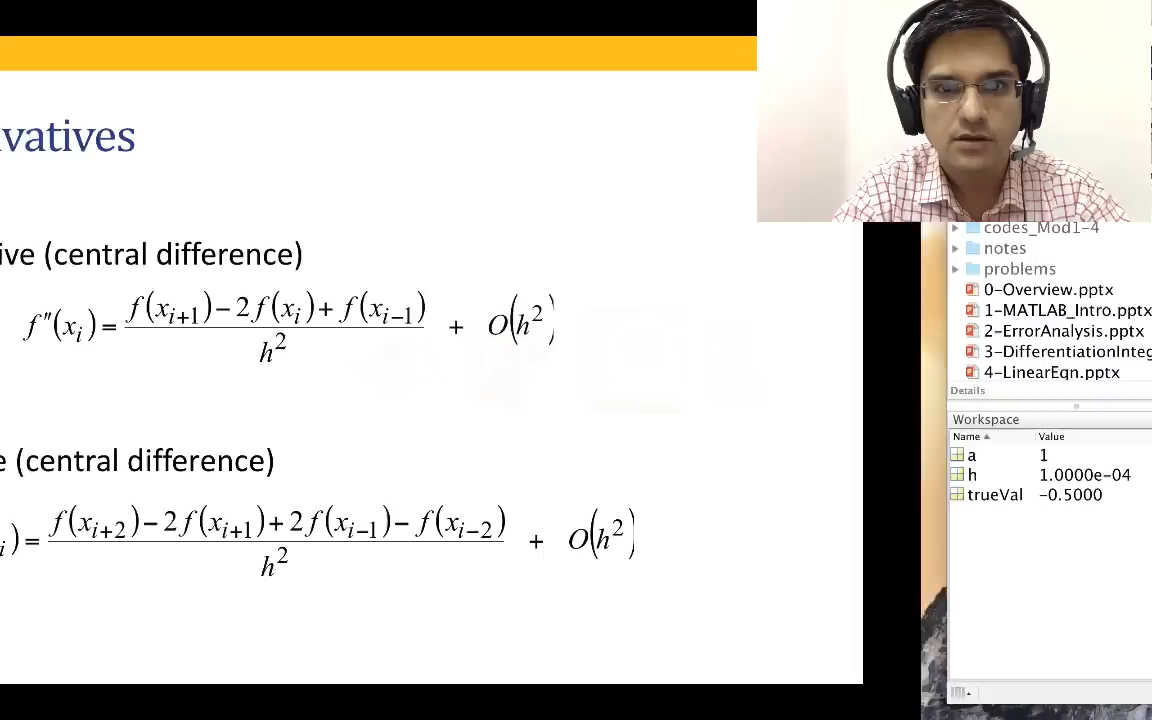 ivatives
ive (central difference)
f″(xᵢ) = f(xᵢ₊₁) − 2f(xᵢ) + f(xᵢ₋₁) / h² + O(h²)
e (central difference)
ᵢ) = f(xᵢ₊₂) − 2f(xᵢ₊₁) + 2f(xᵢ₋₁) − f(xᵢ₋₂) / h² + O(h²)
codes_Mod1-4
notes
problems
0-Overview.pptx
1-MATLAB_Intro.pptx
2-ErrorAnalysis.pptx
3-DifferentiationInteg
4-LinearEqn.pptx
Details
Workspace
Name Value
a 1
h 1.0000e-04
trueVal -0.5000